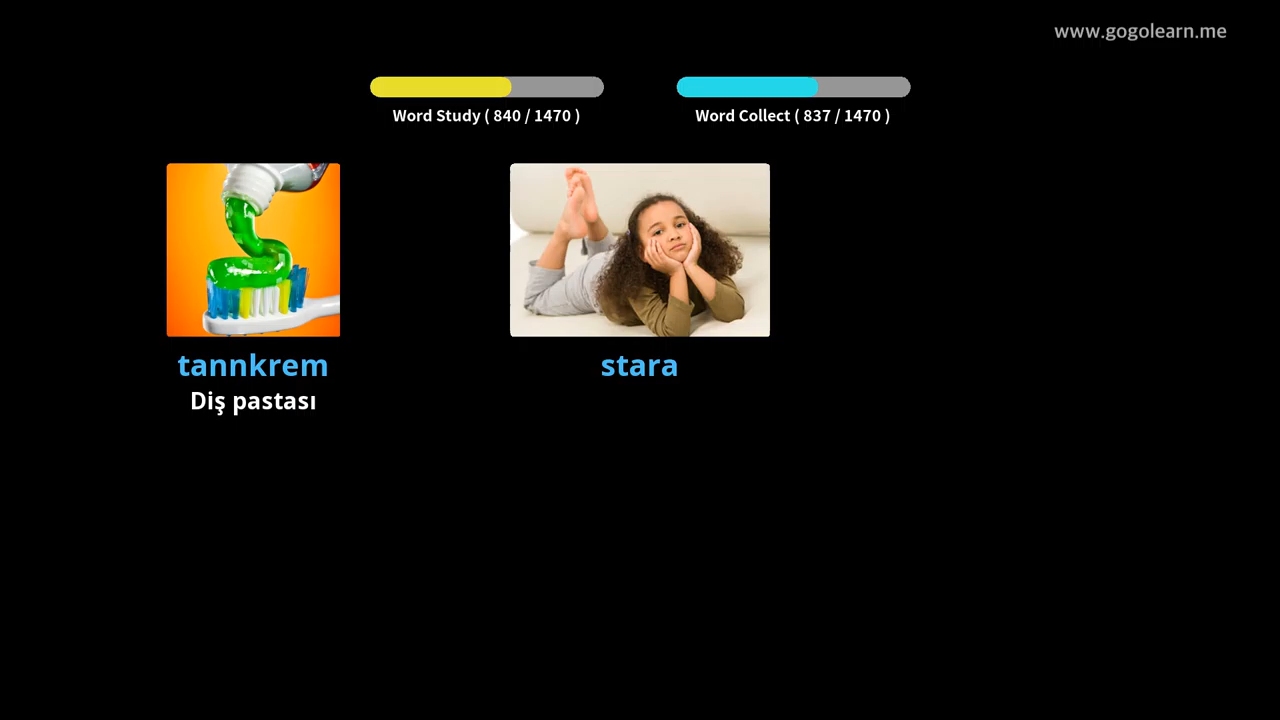 www.gogolearn.me
Word Study ( 840 / 1470 )
Word Collect ( 837 / 1470 )
tannkrem
Diş pastası
stara